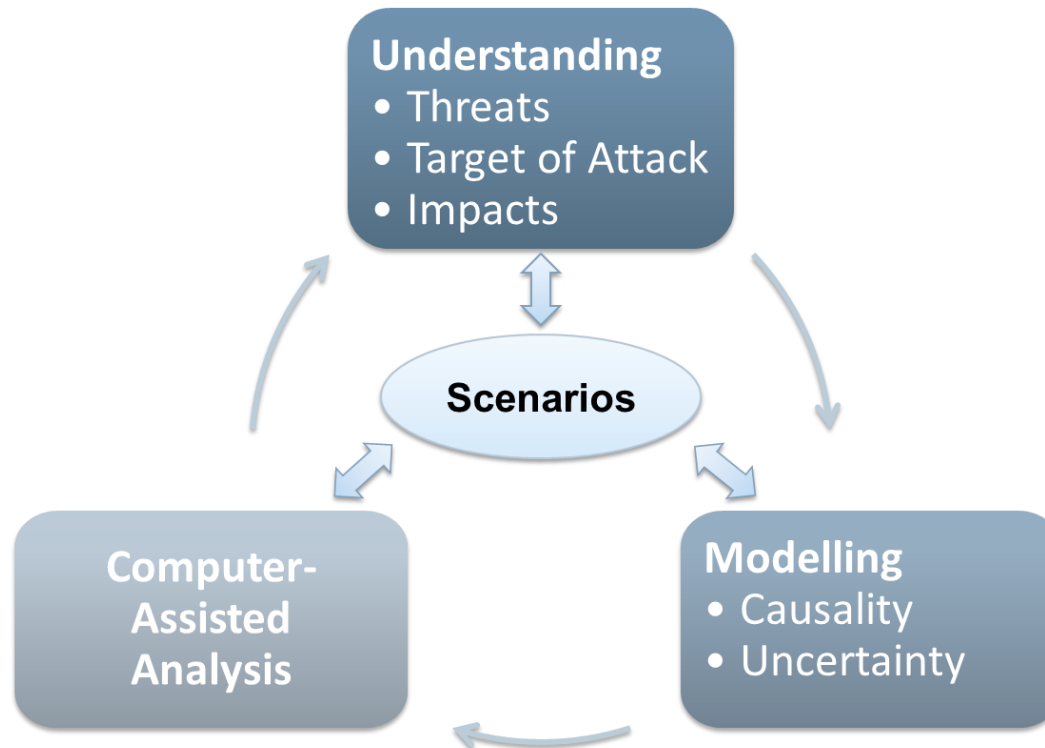 Understanding
• Threats
• Target of Attack
• Impacts
Scenarios
Computer-
Assisted
Analysis
Modelling
• Causality
• Uncertainty